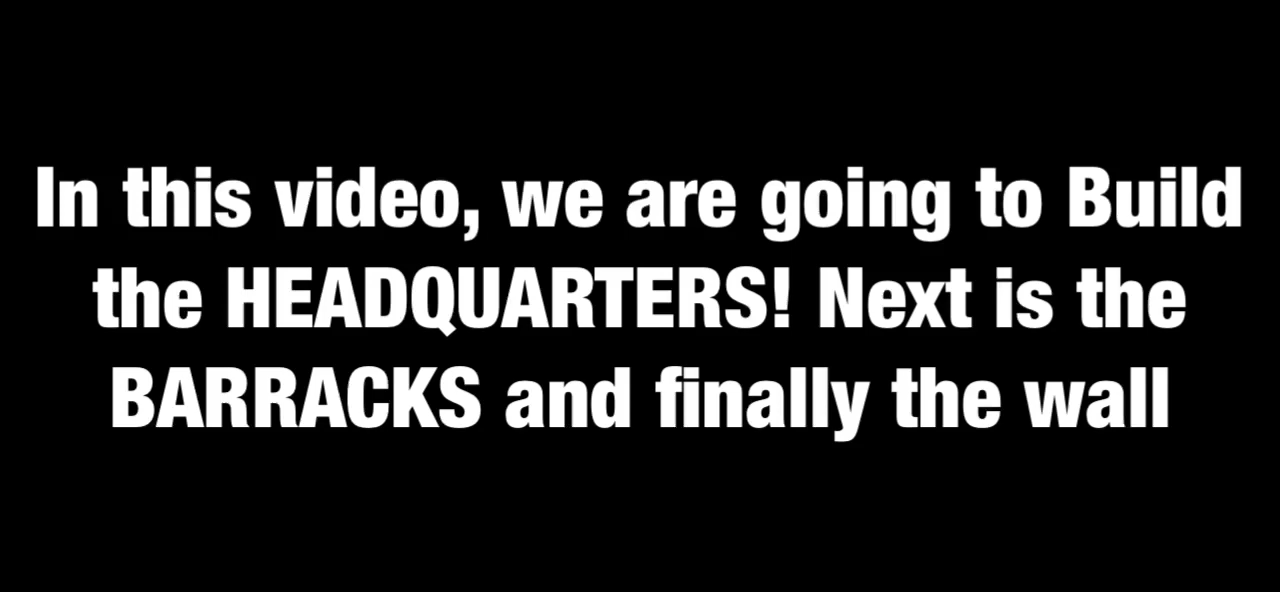 In this video, we are going to Build
the HEADQUARTERS! Next is the
BARRACKS and finally the wall